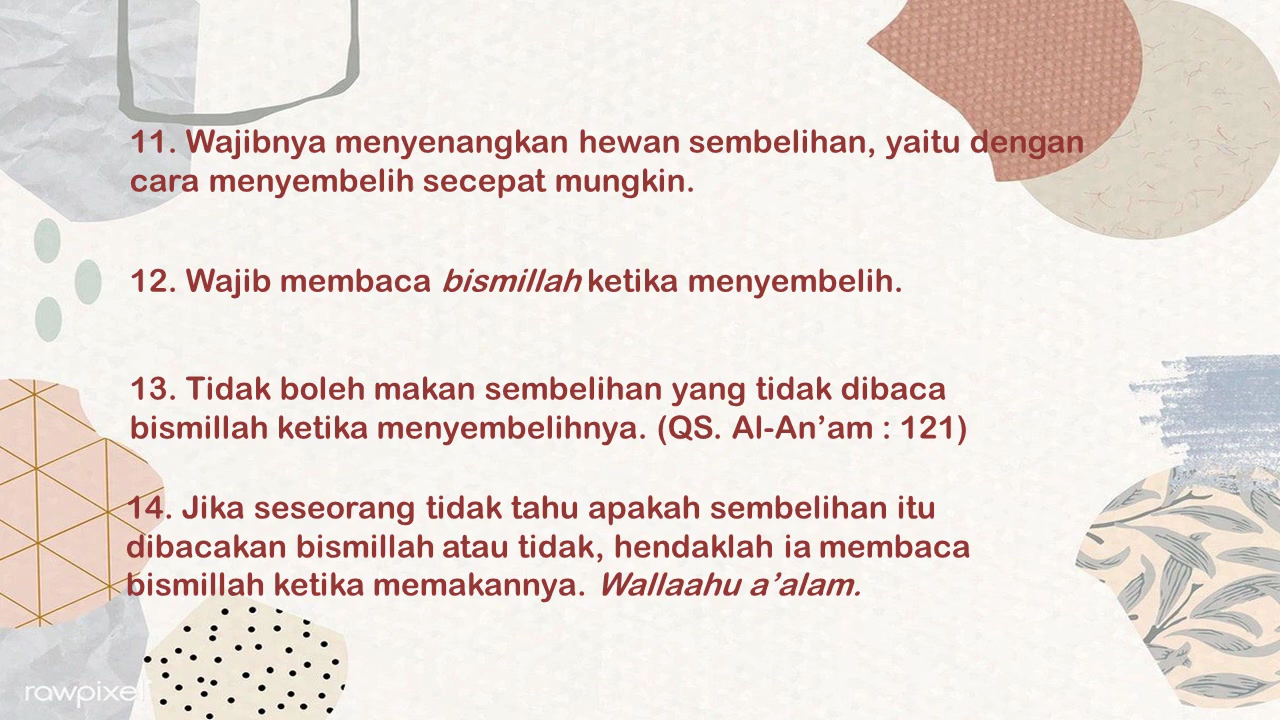 11. Wajibnya menyenangkan hewan sembelihan, yaitu dengan
cara menyembelih secepat mungkin.
12. Wajib membaca bismillah ketika menyembelih.
13. Tidak boleh makan sembelihan yang tidak dibaca
bismillah ketika menyembelihnya. (QS. Al-An’am : 121)
14. Jika seseorang tidak tahu apakah sembelihan itu
dibacakan bismillah atau tidak, hendaklah ia membaca
bismillah ketika memakannya. Wallaahu a’alam.
rawpixel